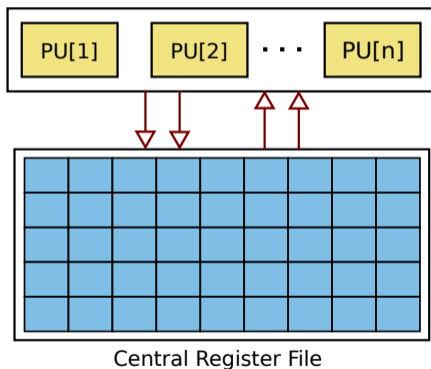 PU[1] PU[2] . . . PU[n]
Central Register File